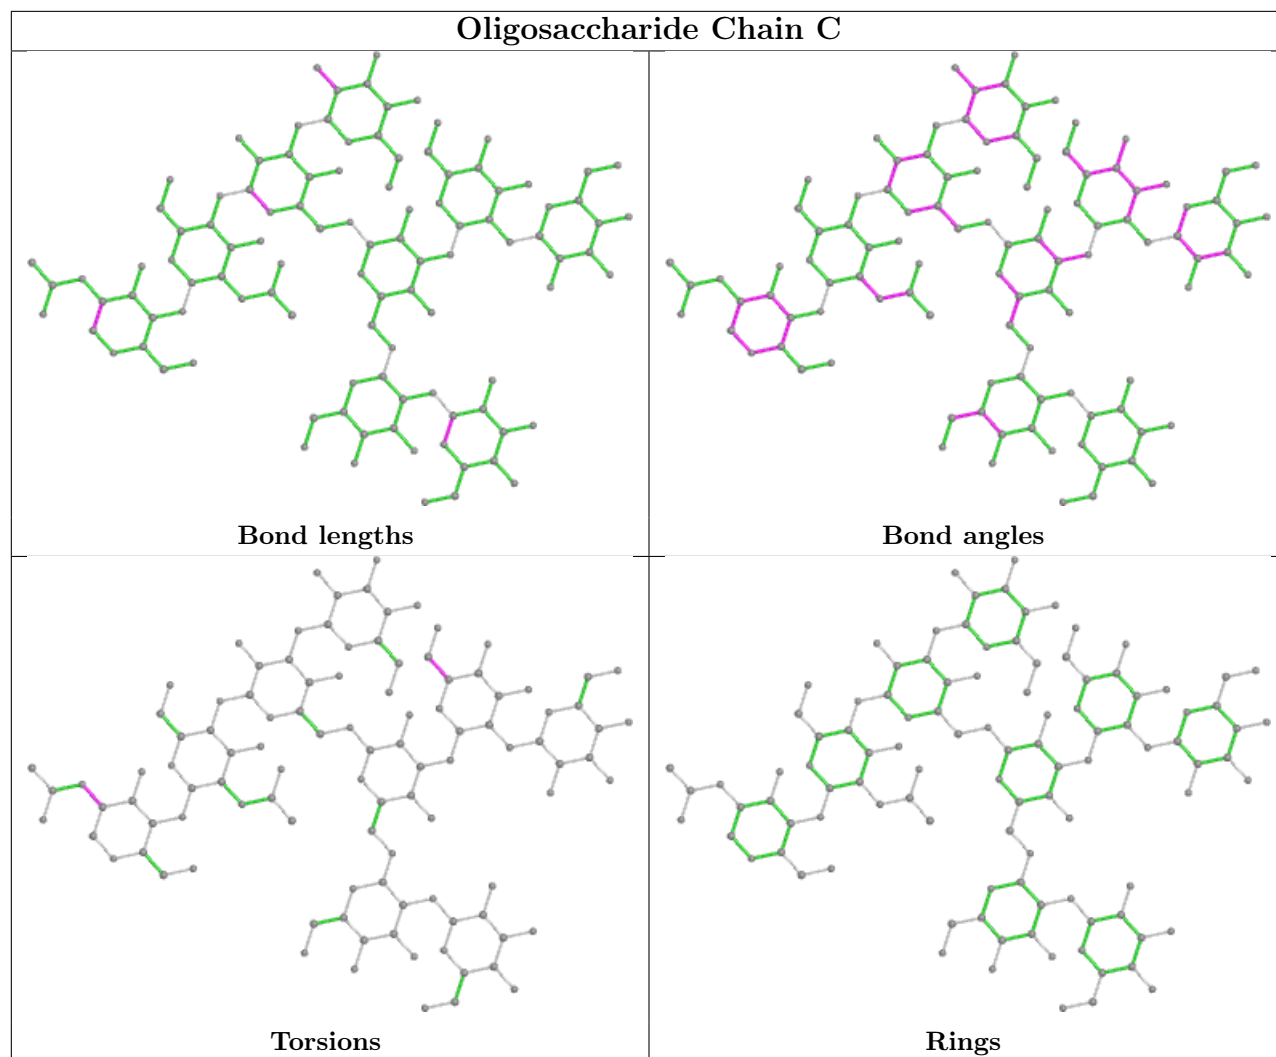 Oligosaccharide Chain C
Bond lengths
Bond angles
Torsions
Rings